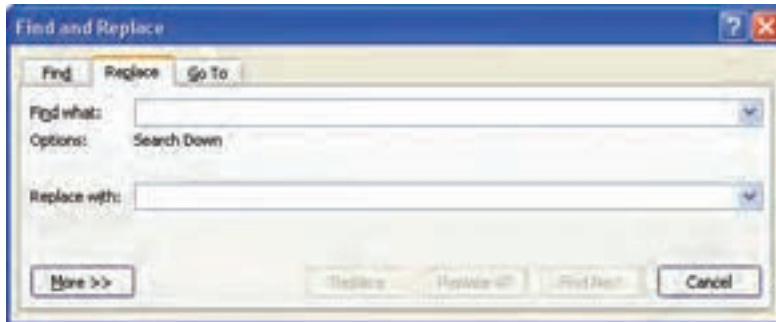 Find and Replace
Find Replace Go To
Find what:
Options: Search Down
Replace with:
More >> Replace Replace All Find Next Cancel